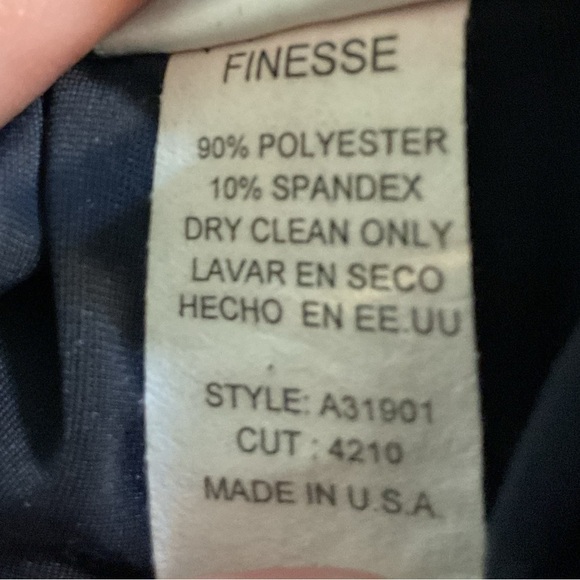 FINESSE
90% POLYESTER
10% SPANDEX
DRY CLEAN ONLY
LAVAR EN SECO
HECHO EN EE.UU
STYLE: A31901
CUT : 4210
MADE IN U.S.A.